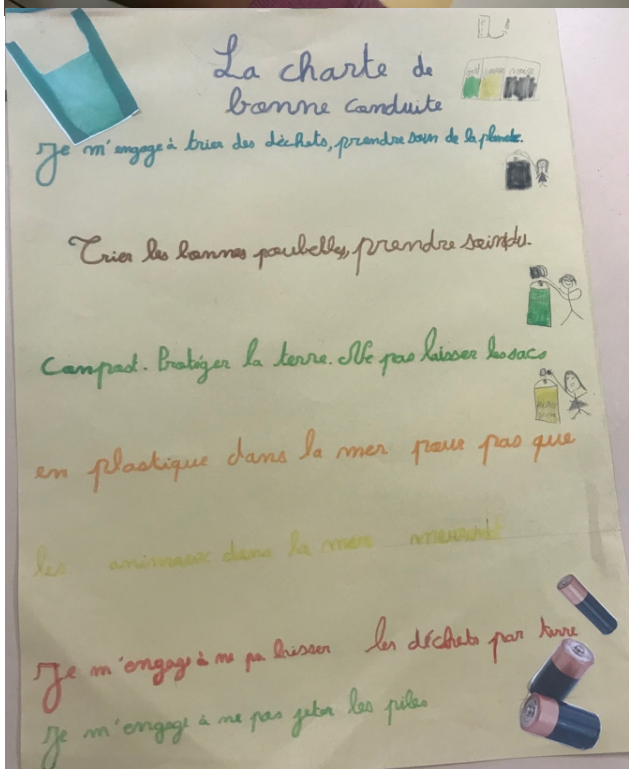 La charte de
bonne conduite
Je m'engage à trier des déchets, prendre soin de la planete.
Trier les bonnes poubelles, prendre soin du.
Compost. Protéger la terre. Ne pas laisser les sacs
en plastique dans la mer pour pas que
les animaux dans la mer meurent
Je m'engage à ne pas laisser les déchets par terre
Je m'engage à ne pas jeter les piles